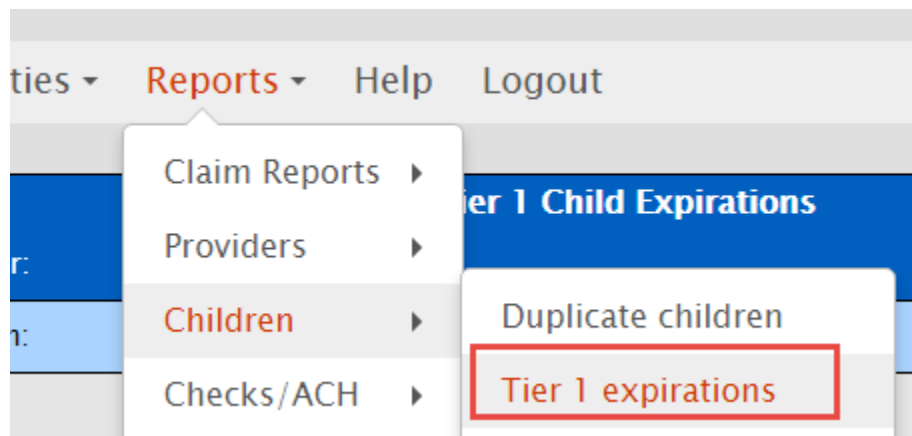 ties Reports Help Logout
Claim Reports
ier 1 Child Expirations
Providers
r:
Children
Duplicate children
n:
Checks/ACH
Tier 1 expirations